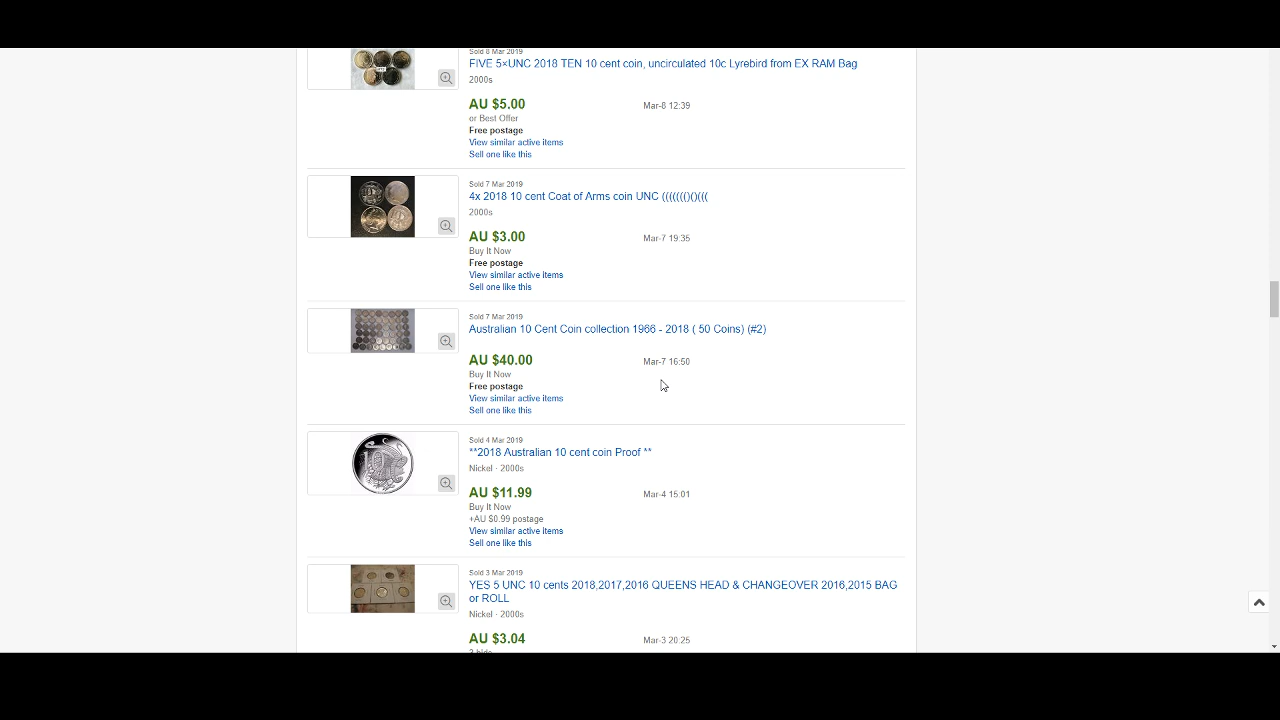 Sold 8 Mar 2019
FIVE 5×UNC 2018 TEN 10 cent coin, uncirculated 10c Lyrebird from EX RAM Bag
2000s
AU $5.00 Mar-8 12:39
or Best Offer
Free postage
View similar active items
Sell one like this
Sold 7 Mar 2019
4x 2018 10 cent Coat of Arms coin UNC ((((((()()(((
2000s
AU $3.00 Mar-7 19:35
Buy It Now
Free postage
View similar active items
Sell one like this
Sold 7 Mar 2019
Australian 10 Cent Coin collection 1966 - 2018 ( 50 Coins) (#2)
AU $40.00 Mar-7 16:50
Buy It Now
Free postage
View similar active items
Sell one like this
Sold 4 Mar 2019
**2018 Australian 10 cent coin Proof **
Nickel · 2000s
AU $11.99 Mar-4 15:01
Buy It Now
+AU $0.99 postage
View similar active items
Sell one like this
Sold 3 Mar 2019
YES 5 UNC 10 cents 2018,2017,2016 QUEENS HEAD & CHANGEOVER 2016,2015 BAG
or ROLL
Nickel · 2000s
AU $3.04 Mar-3 20:25